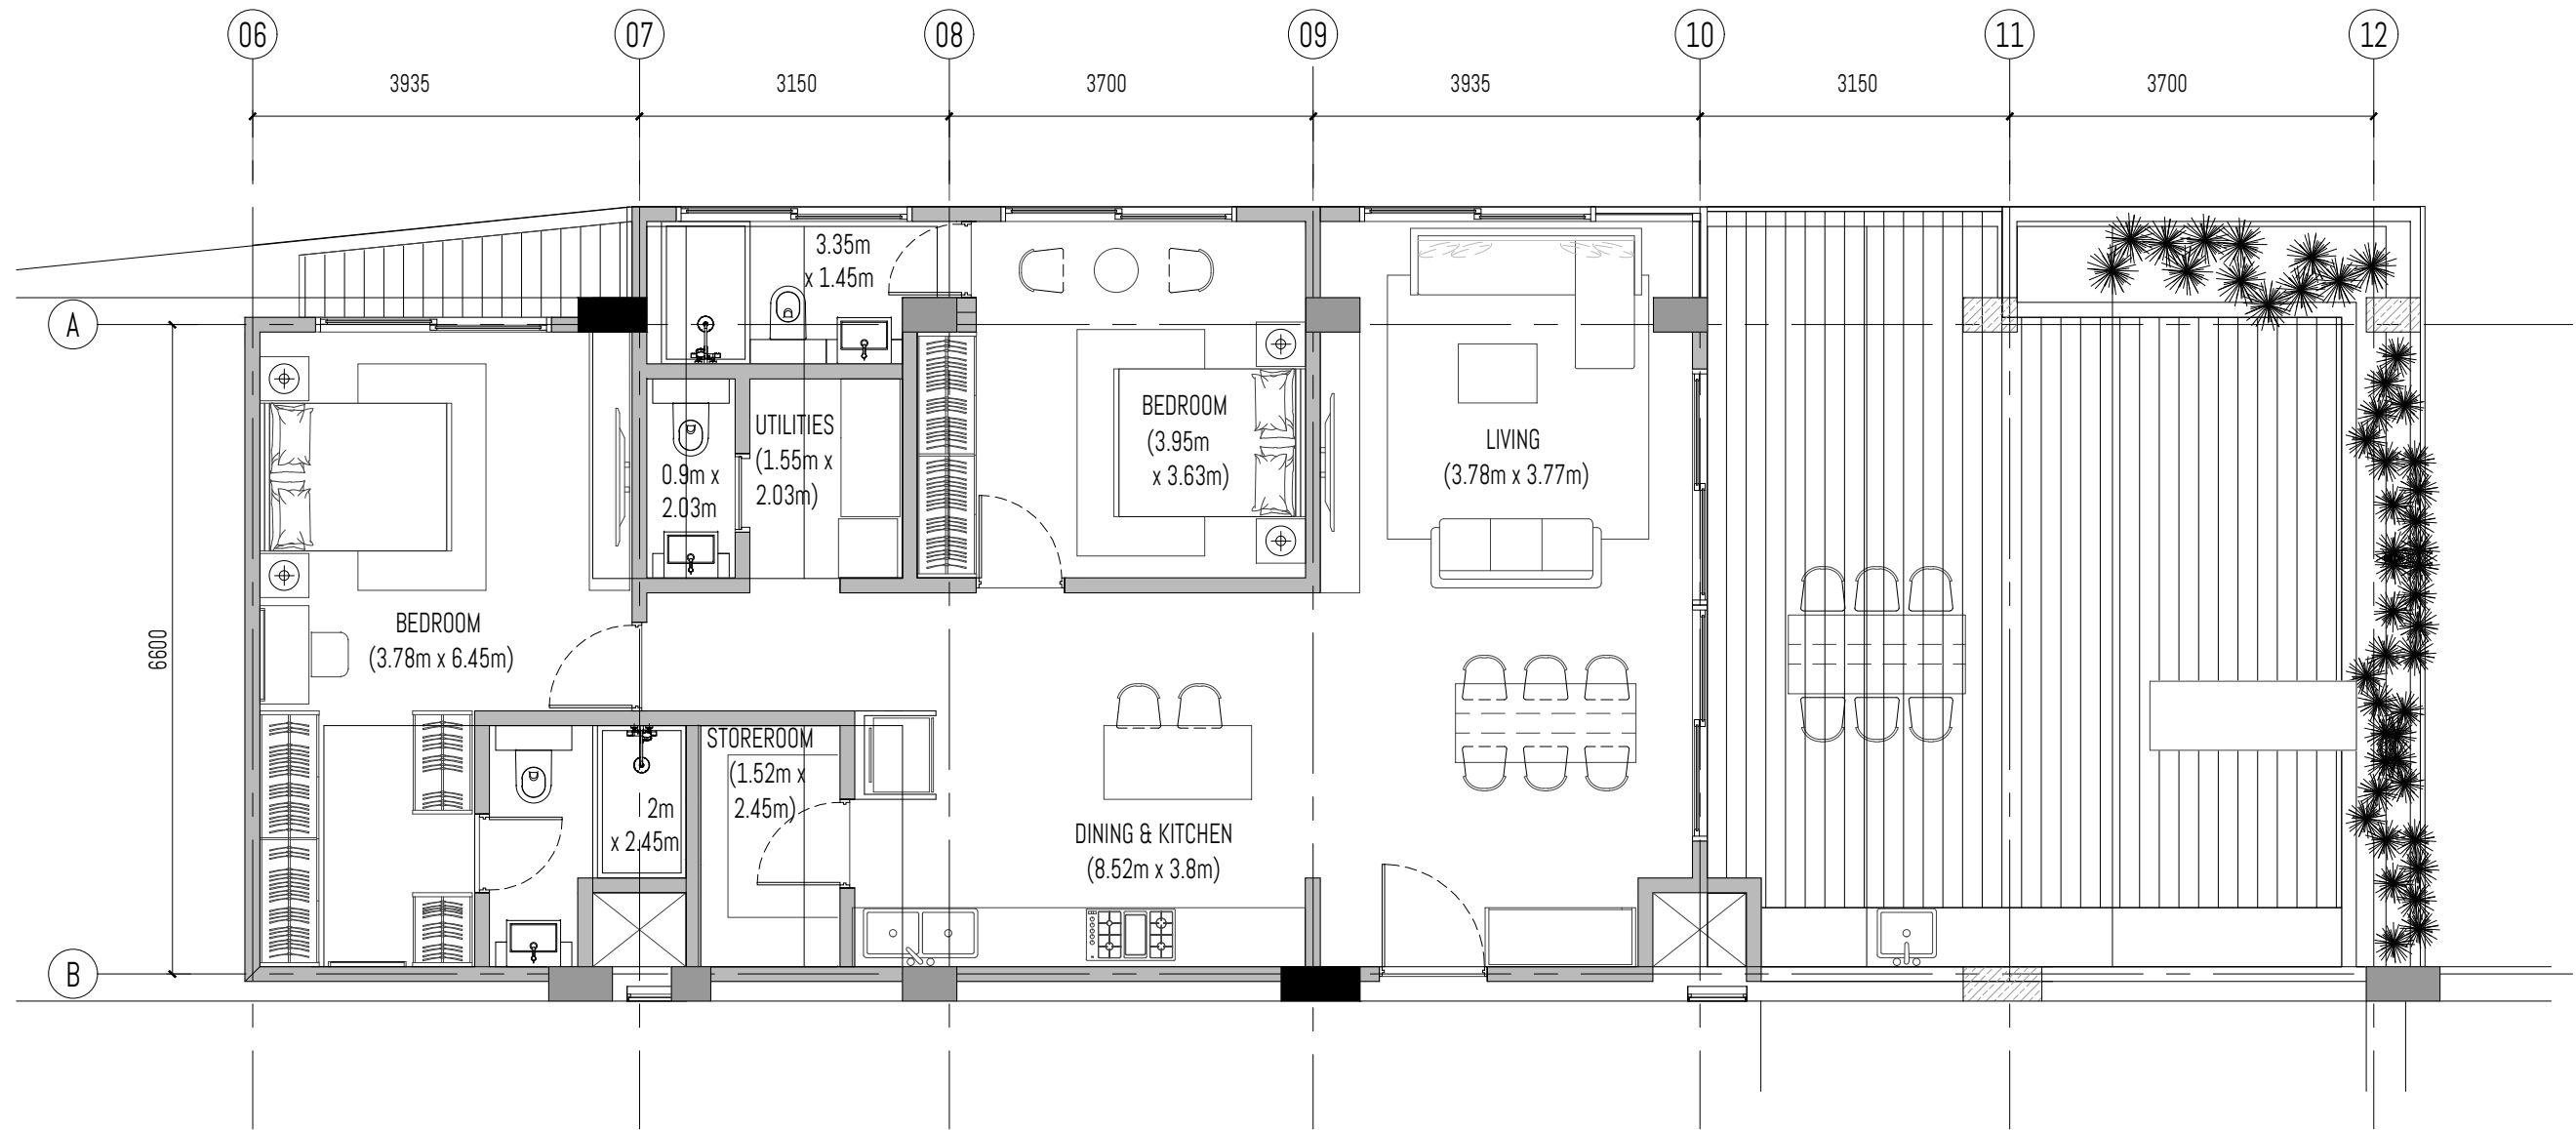 06 07 08 09 10 11 12
3935 3150 3700 3935 3150 3700
A
6600
B
3.35m
x 1.45m
UTILITIES
(1.55m x
2.03m)
0.9m x
2.03m
BEDROOM
(3.95m
x 3.63m)
LIVING
(3.78m x 3.77m)
BEDROOM
(3.78m x 6.45m)
STOREROOM
(1.52m x
2.45m)
2m
x 2.45m
DINING & KITCHEN
(8.52m x 3.8m)